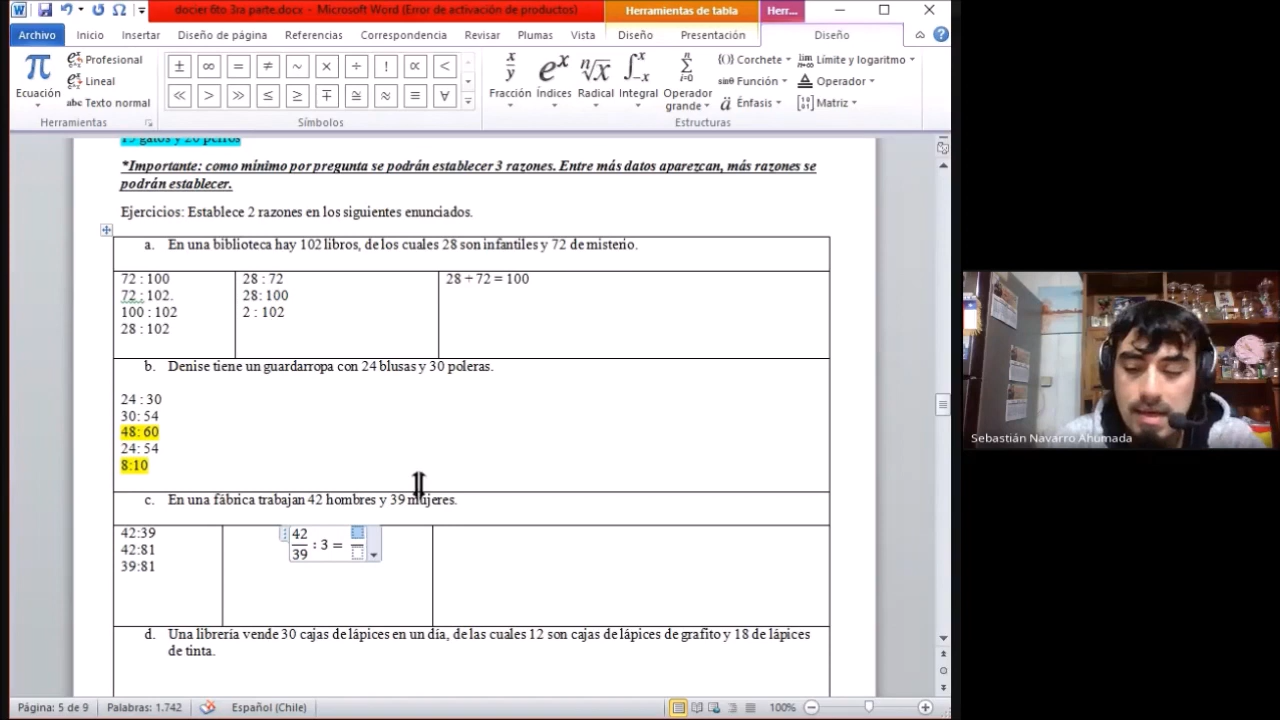 docier 6to 3ra parte.docx - Microsoft Word (Error de activación de productos)
Herramientas de tabla
Herr...
Archivo
Inicio
Insertar
Diseño de página
Referencias
Correspondencia
Revisar
Plumas
Vista
Diseño
Presentación
Diseño
Ecuación
Profesional
Lineal
abc Texto normal
Herramientas
± ∞ = ≠ ~ × ÷ ! ∝ <
≪ > ≫ ≤ ≥ ∓ ≅ ≈ ≡ ∀
Símbolos
Fracción
Índices
Radical
Integral
Operador grande
{()} Corchete
sinθ Función
ä Énfasis
lim Límite y logaritmo
Operador
Matriz
Estructuras
15 gatos y 20 perros
*Importante: como mínimo por pregunta se podrán establecer 3 razones. Entre más datos aparezcan, más razones se
podrán establecer.
Ejercicios: Establece 2 razones en los siguientes enunciados.
a. En una biblioteca hay 102 libros, de los cuales 28 son infantiles y 72 de misterio.
72 : 100
72 : 102.
100 : 102
28 : 102
28 : 72
28: 100
2 : 102
28 + 72 = 100
b. Denise tiene un guardarropa con 24 blusas y 30 poleras.
24 : 30
30: 54
48: 60
24: 54
8:10
c. En una fábrica trabajan 42 hombres y 39 mujeres.
42:39
42:81
39:81
42
39 : 3 =
d. Una librería vende 30 cajas de lápices en un día, de las cuales 12 son cajas de lápices de grafito y 18 de lápices
de tinta.
Página: 5 de 9
Palabras: 1.742
Español (Chile)
100%
Sebastián Navarro Ahumada